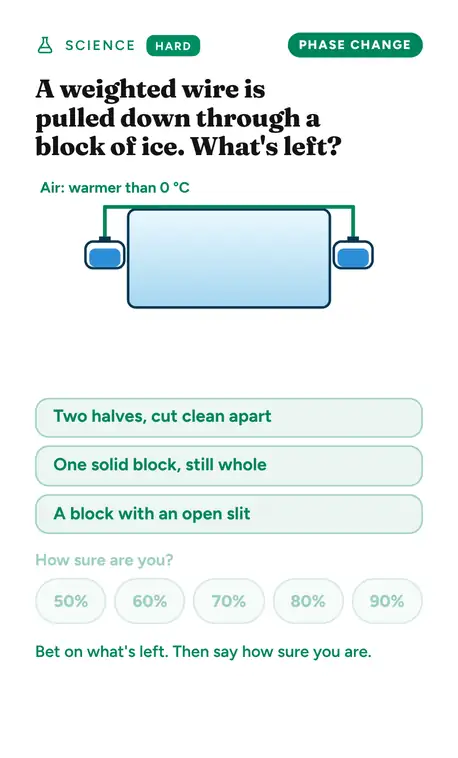 SCIENCE HARD PHASE CHANGE
A weighted wire is
pulled down through a
block of ice. What's left?
Air: warmer than 0 °C
Two halves, cut clean apart
One solid block, still whole
A block with an open slit
How sure are you?
50% 60% 70% 80% 90%
Bet on what's left. Then say how sure you are.